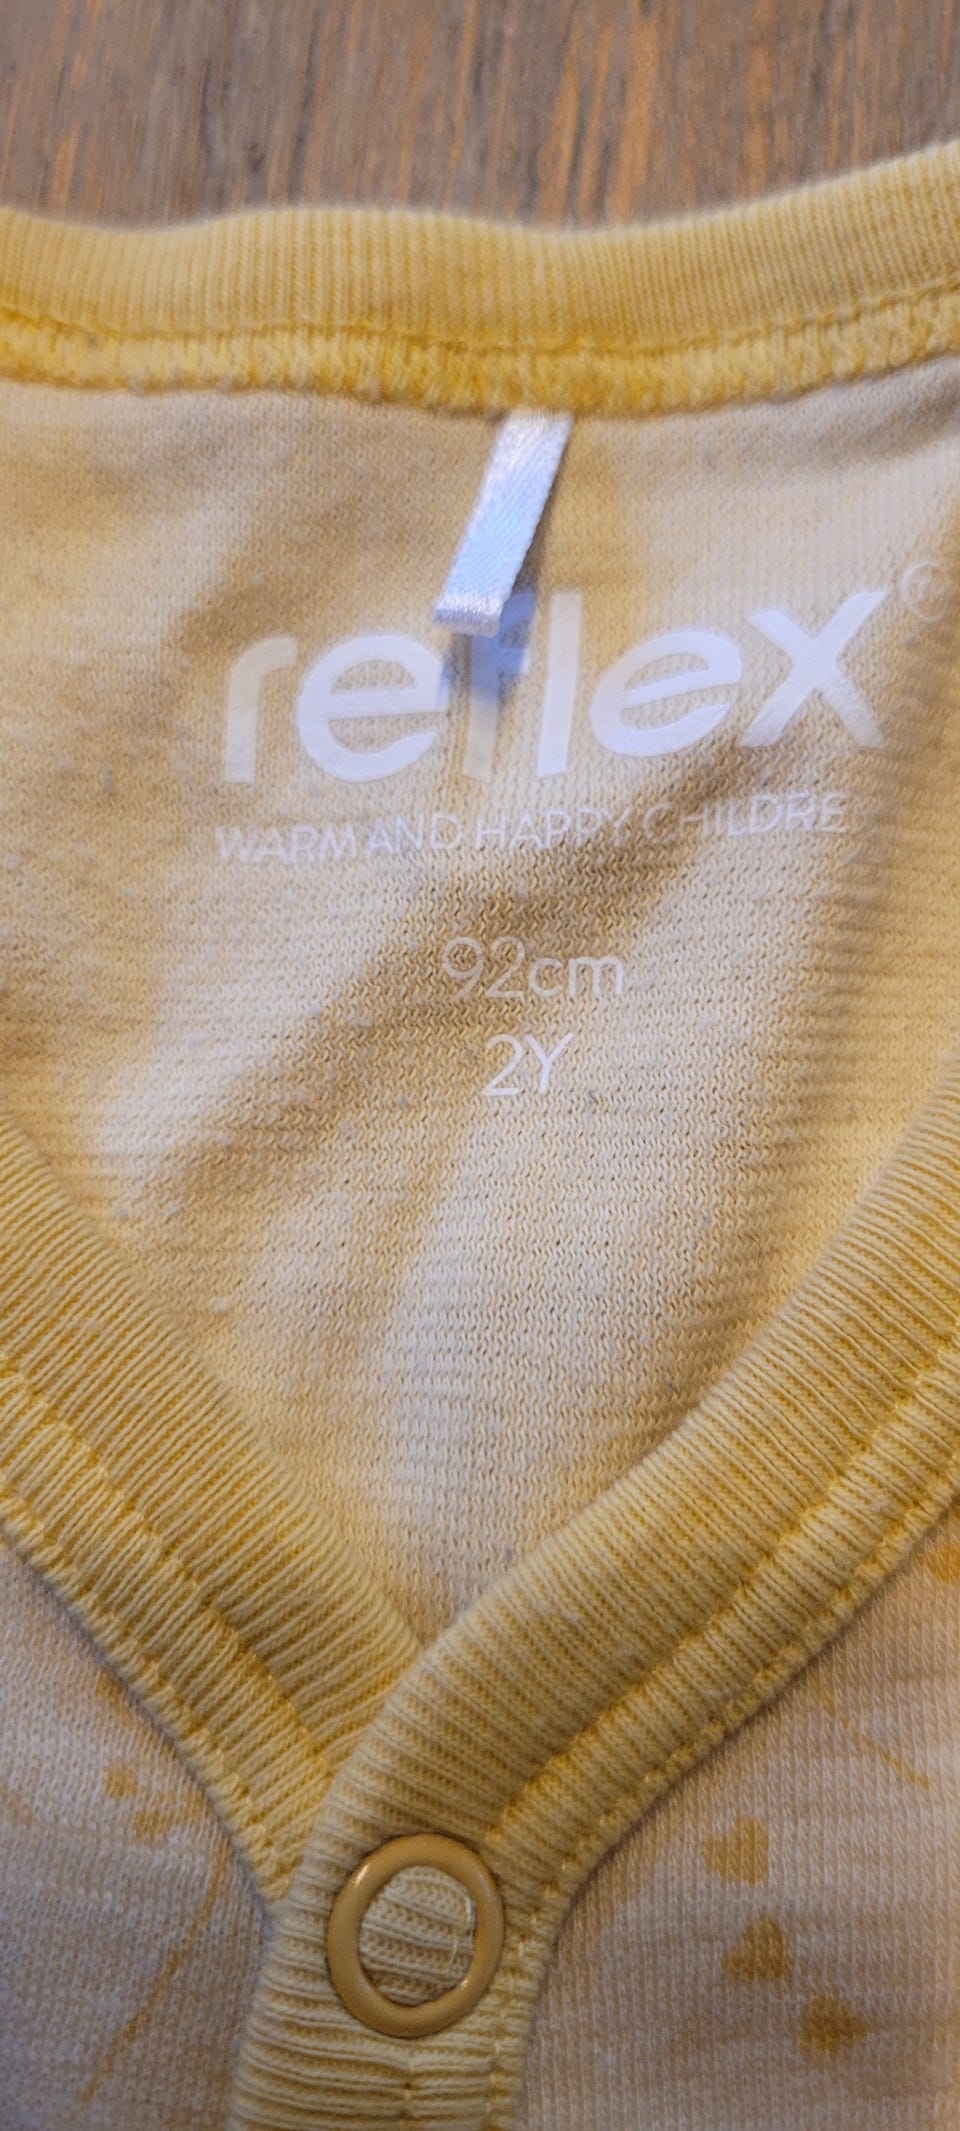 reflex®
WARM AND HAPPY CHILDRE
92cm
2Y